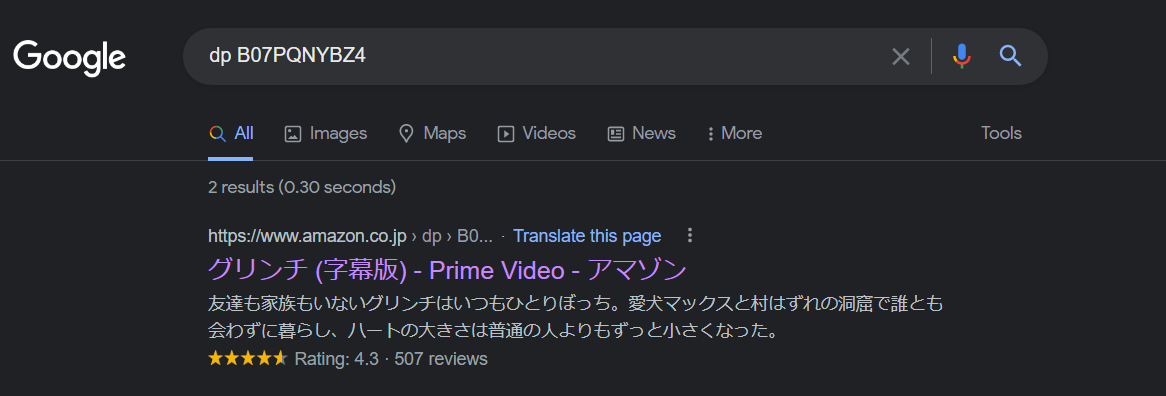 Google dp B07PQNYBZ4
All Images Maps Videos News More Tools
2 results (0.30 seconds)
https://www.amazon.co.jp › dp › B0... · Translate this page
グリンチ (字幕版) - Prime Video - アマゾン
友達も家族もいないグリンチはいつもひとりぼっち。愛犬マックスと村はずれの洞窟で誰とも
会わずに暮らし、ハートの大きさは普通の人よりもずっと小さくなった。
Rating: 4.3 · 507 reviews